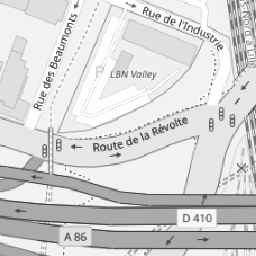 Rue de l'Industrie
Rue des Beaumonts
LBN Valley
Route de la Révolte
D 410
A 86